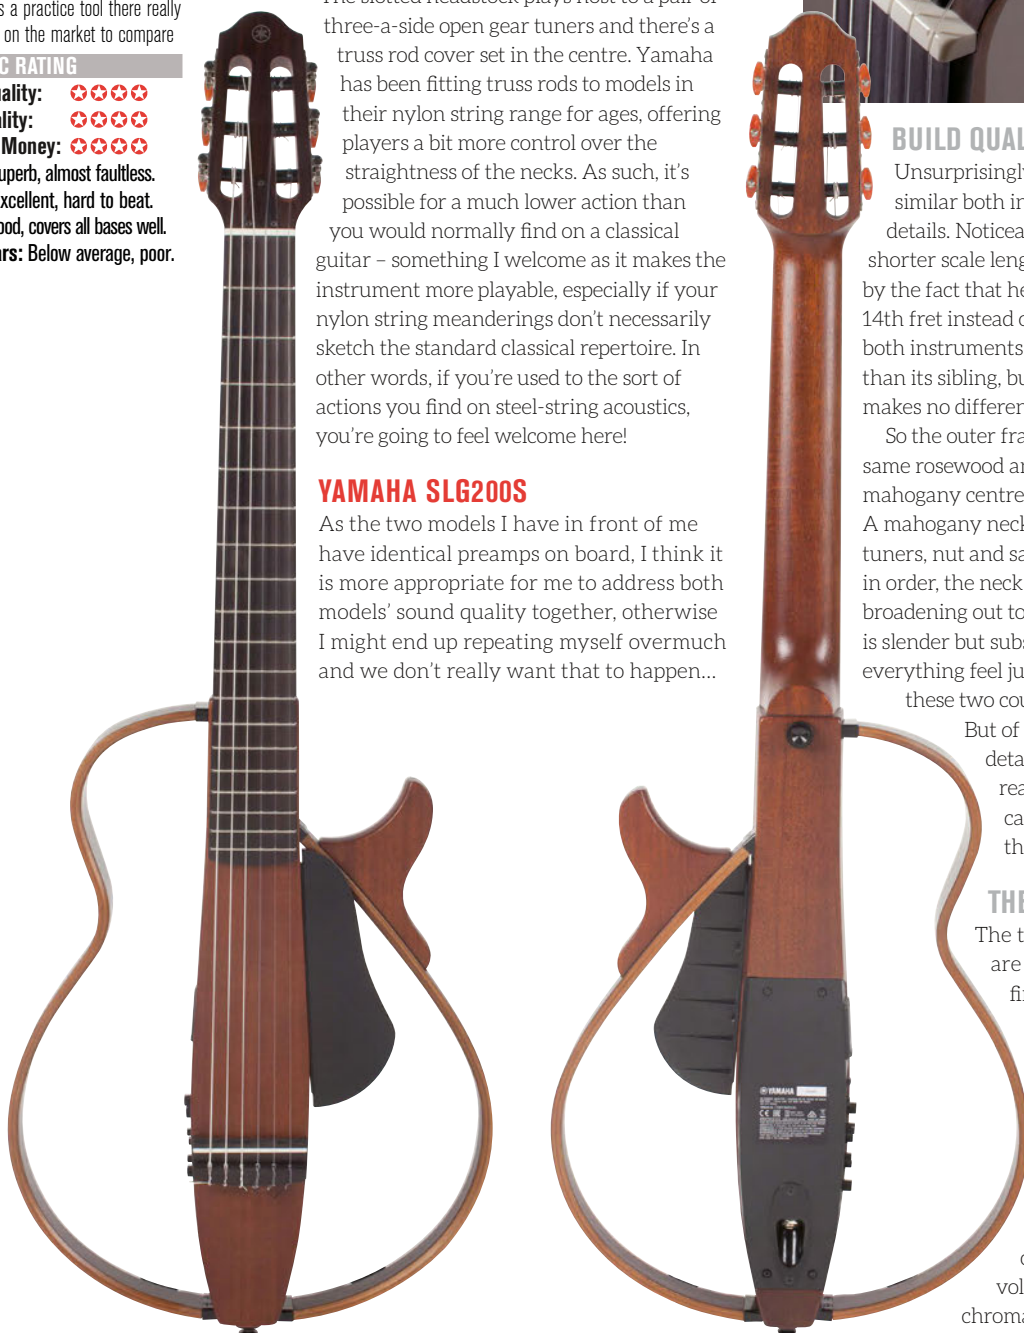 s a practice tool there really
on the market to compare
C RATING
ality:
lity:
Money:
uperb, almost faultless.
xcellent, hard to beat.
ood, covers all bases well.
ars: Below average, poor.
three-a-side open gear tuners and there's a
truss rod cover set in the centre. Yamaha
has been fitting truss rods to models in
their nylon string range for ages, offering
players a bit more control over the
straightness of the necks. As such, it's
possible for a much lower action than
you would normally find on a classical
guitar – something I welcome as it makes the
instrument more playable, especially if your
nylon string meanderings don't necessarily
sketch the standard classical repertoire. In
other words, if you're used to the sort of
actions you find on steel-string acoustics,
you're going to feel welcome here!
YAMAHA SLG200S
As the two models I have in front of me
have identical preamps on board, I think it
is more appropriate for me to address both
models' sound quality together, otherwise
I might end up repeating myself overmuch
and we don't really want that to happen...
BUILD QUAL
Unsurprisingly
similar both in
details. Noticea
shorter scale leng
by the fact that he
14th fret instead o
both instruments
than its sibling, bu
makes no differen
So the outer fra
same rosewood an
mahogany centre
A mahogany neck
tuners, nut and sa
in order, the neck
broadening out to
is slender but subs
everything feel ju
these two cou
But of
deta
rea
ca
th
THE
The t
are
fi
vol
chroma
YAMAHA